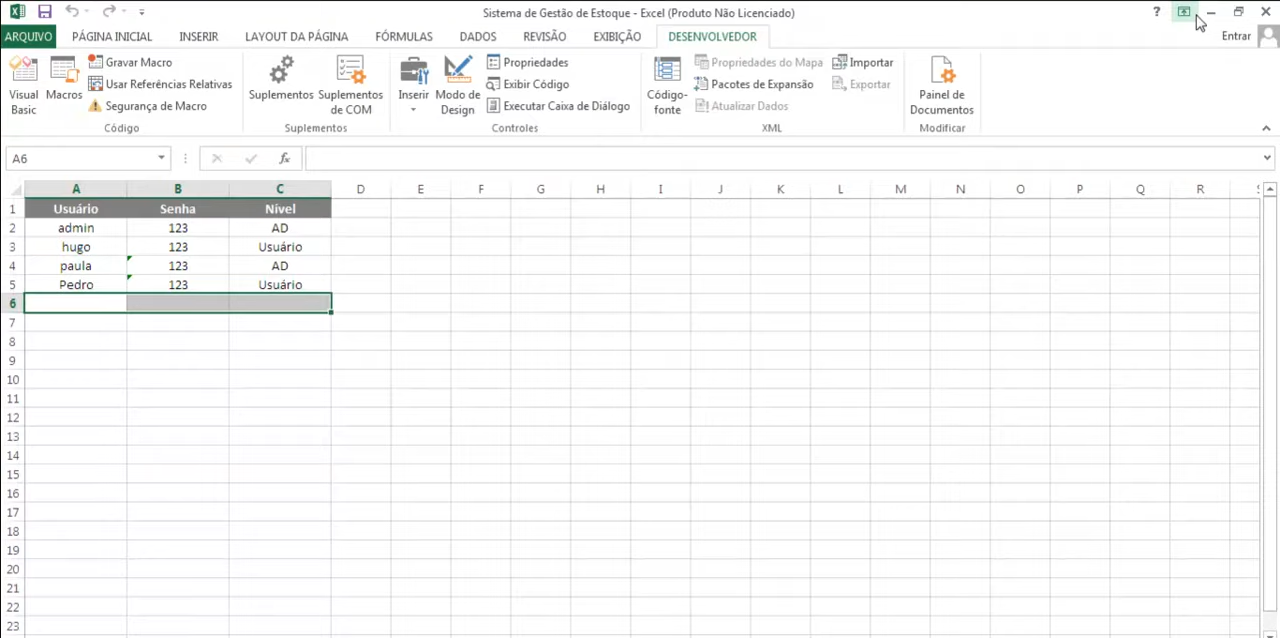 Sistema de Gestão de Estoque - Excel (Produto Não Licenciado)
?
ARQUIVO PÁGINA INICIAL INSERIR LAYOUT DA PÁGINA FÓRMULAS DADOS REVISÃO EXIBIÇÃO DESENVOLVEDOR Entrar
Visual Basic
Macros
Gravar Macro
Usar Referências Relativas
Segurança de Macro
Código
Suplementos
Suplementos de COM
Suplementos
Inserir
Modo de Design
Propriedades
Exibir Código
Executar Caixa de Diálogo
Controles
Código-fonte
Propriedades do Mapa
Pacotes de Expansão
Atualizar Dados
Importar
Exportar
XML
Painel de Documentos
Modificar
A6 fx
A B C D E F G H I J K L M N O P Q R S
1 Usuário Senha Nível
2 admin 123 AD
3 hugo 123 Usuário
4 paula 123 AD
5 Pedro 123 Usuário
6
7
8
9
10
11
12
13
14
15
16
17
18
19
20
21
22
23